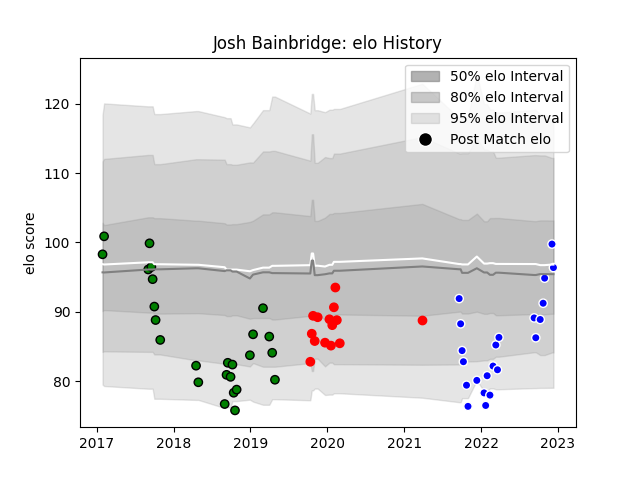 Josh Bainbridge: elo History
50% elo Interval
80% elo Interval
95% elo Interval
Post Match elo
elo score
120
110
100
90
80
2017 2018 2019 2020 2021 2022 2023